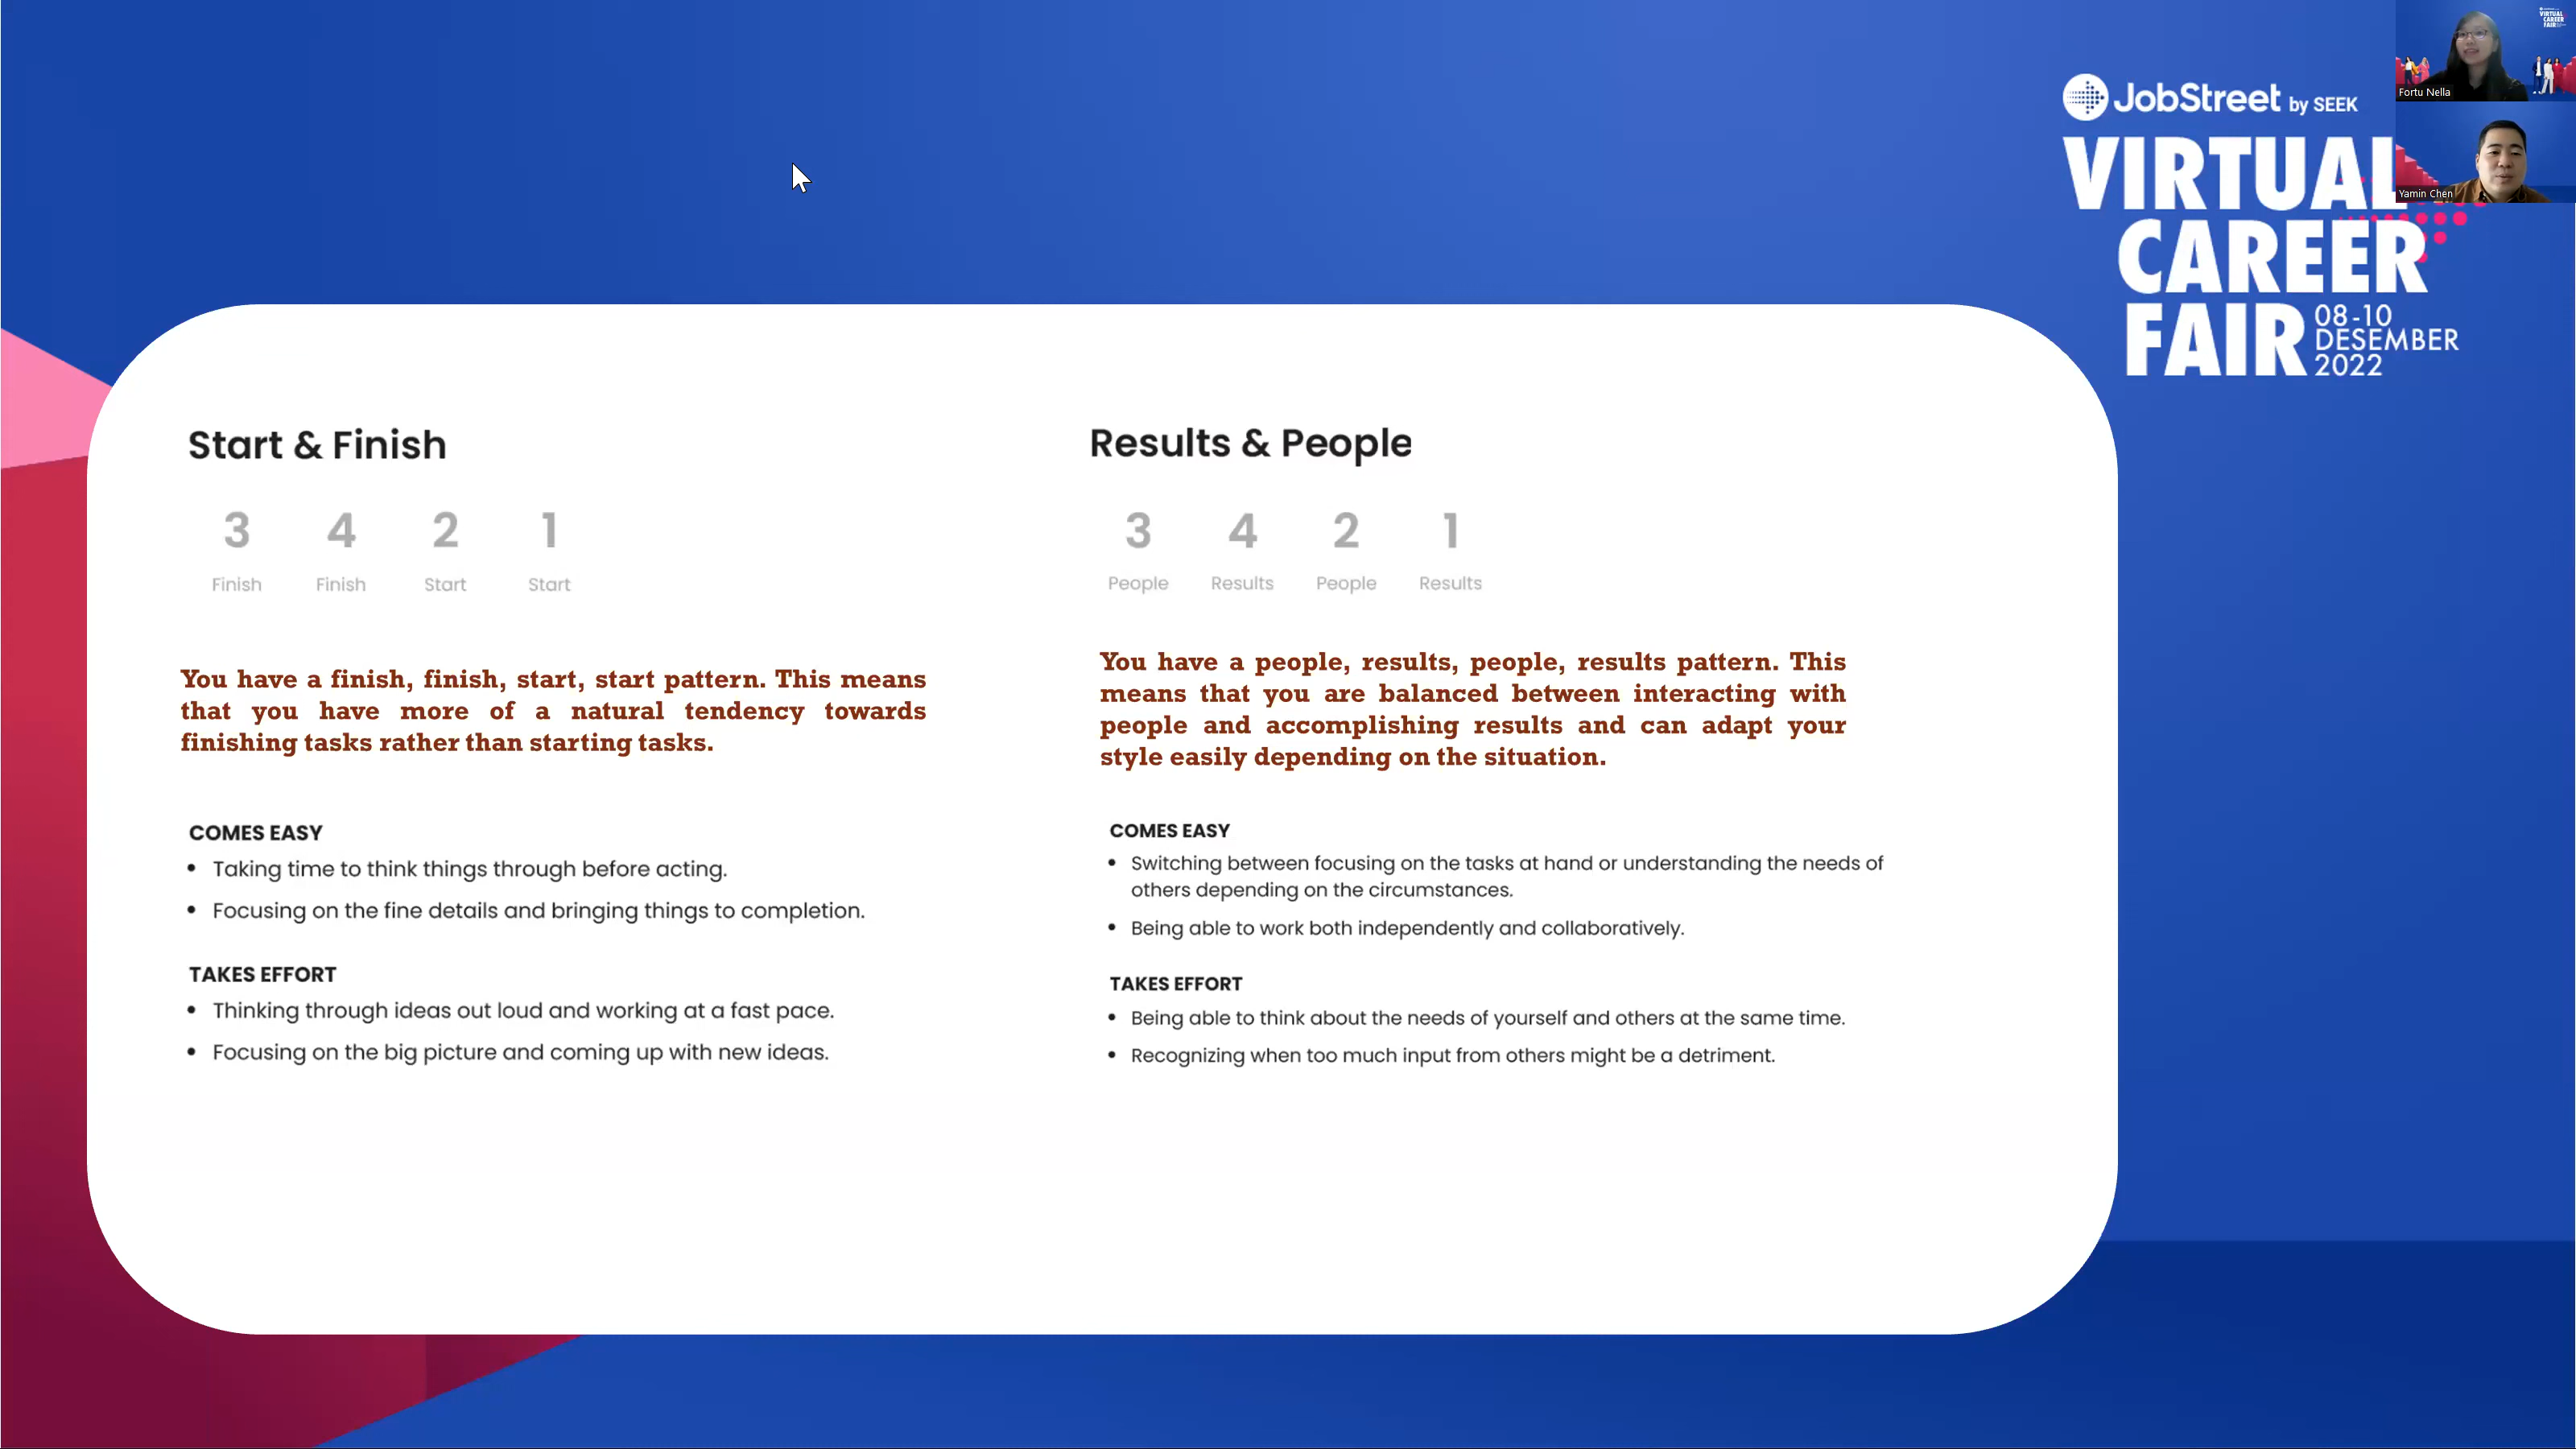 JobStreet by SEEK
VIRTUAL
CAREER
FAIR
08-10
DESEMBER
2022
VIRTUAL
CAREER
FAIR
Fortu Nella
Yamin Chen
Start & Finish
3 4 2 1
Finish Finish Start Start
You have a finish, finish, start, start pattern. This means
that you have more of a natural tendency towards
finishing tasks rather than starting tasks.
COMES EASY
• Taking time to think things through before acting.
• Focusing on the fine details and bringing things to completion.
TAKES EFFORT
• Thinking through ideas out loud and working at a fast pace.
• Focusing on the big picture and coming up with new ideas.
Results & People
3 4 2 1
People Results People Results
You have a people, results, people, results pattern. This
means that you are balanced between interacting with
people and accomplishing results and can adapt your
style easily depending on the situation.
COMES EASY
• Switching between focusing on the tasks at hand or understanding the needs of
others depending on the circumstances.
• Being able to work both independently and collaboratively.
TAKES EFFORT
• Being able to think about the needs of yourself and others at the same time.
• Recognizing when too much input from others might be a detriment.